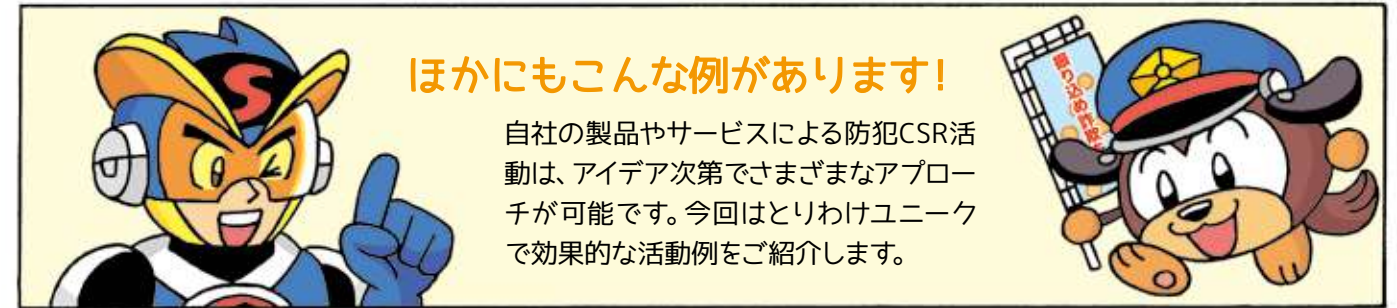 ほかにもこんな例があります!
自社の製品やサービスによる防犯CSR活
動は、アイデア次第でさまざまなアプロー
チが可能です。今回はとりわけユニーク
で効果的な活動例をご紹介します。
S
振り込め詐欺